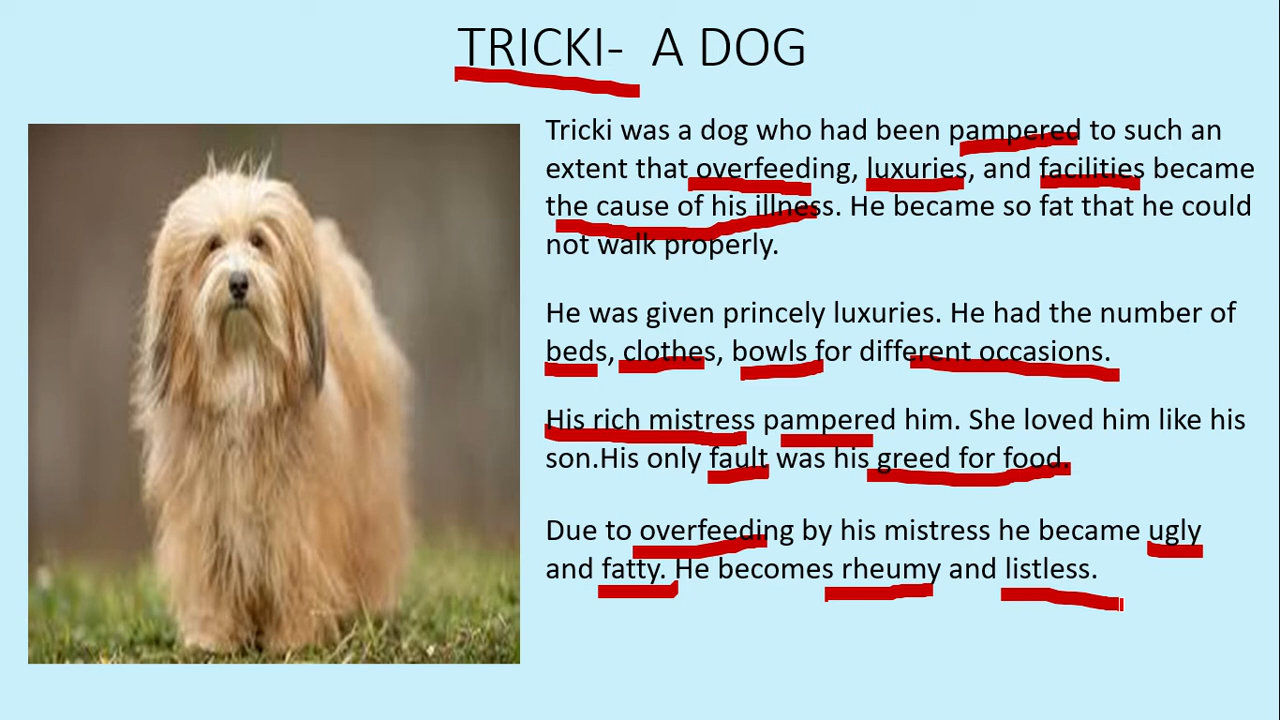 TRICKI- A DOG
Tricki was a dog who had been pampered to such an
extent that overfeeding, luxuries, and facilities became
the cause of his illness. He became so fat that he could
not walk properly.
He was given princely luxuries. He had the number of
beds, clothes, bowls for different occasions.
His rich mistress pampered him. She loved him like his
son.His only fault was his greed for food.
Due to overfeeding by his mistress he became ugly
and fatty. He becomes rheumy and listless.